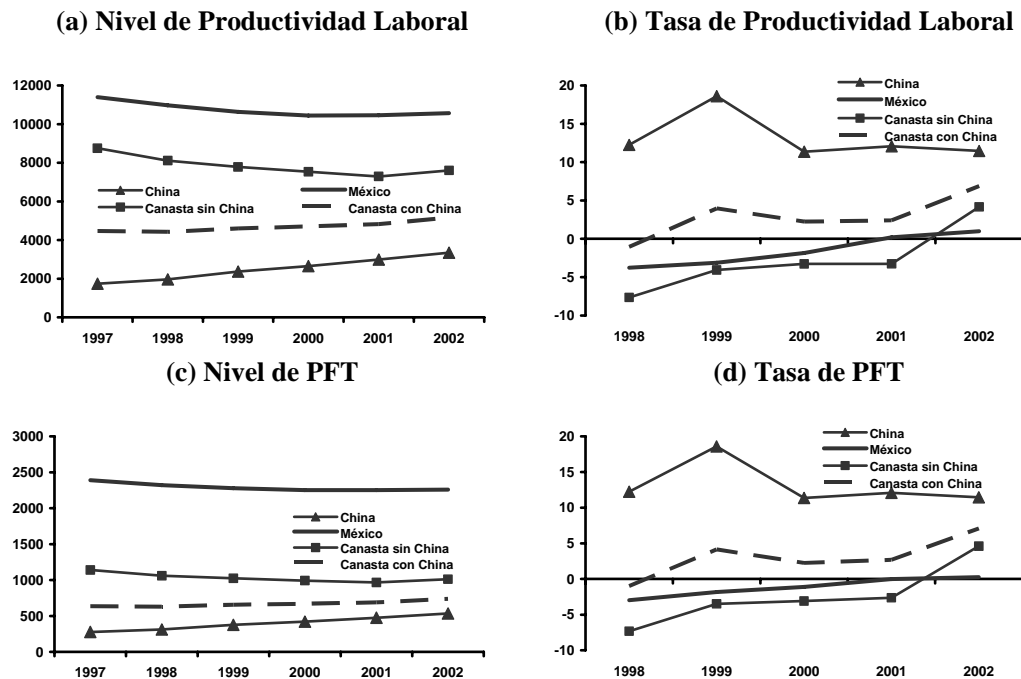 (a) Nivel de Productividad Laboral
12000
10000
8000
6000
4000
2000
0
China
México
Canasta sin China
Canasta con China
1997 1998 1999 2000 2001 2002
(b) Tasa de Productividad Laboral
20
15
10
5
0
-5
-10
China
México
Canasta sin China
Canasta con China
1998 1999 2000 2001 2002
(c) Nivel de PFT
3000
2500
2000
1500
1000
500
0
China
México
Canasta sin China
Canasta con China
1997 1998 1999 2000 2001 2002
(d) Tasa de PFT
20
15
10
5
0
-5
-10
China
México
Canasta sin China
Canasta con China
1998 1999 2000 2001 2002